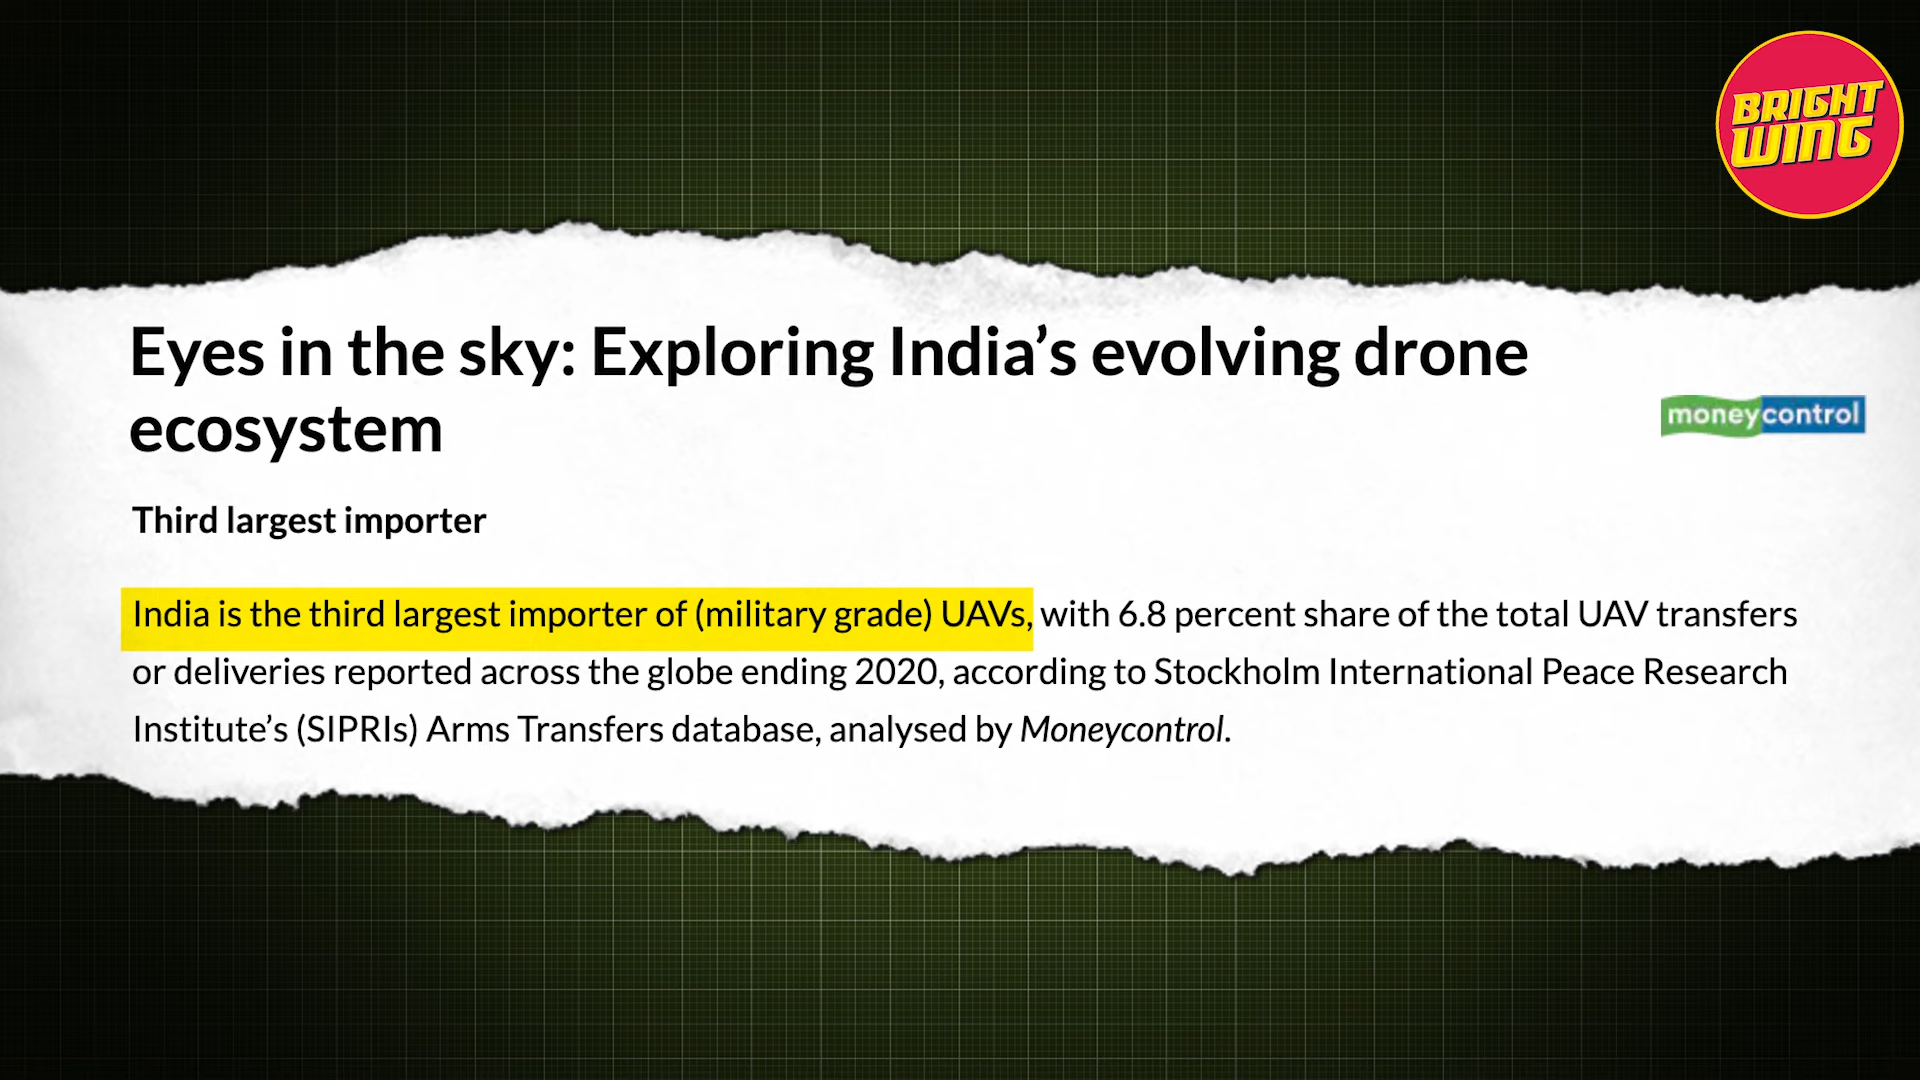 BRIGHT
WING
Eyes in the sky: Exploring India’s evolving drone
ecosystem
moneycontrol
Third largest importer
India is the third largest importer of (military grade) UAVs, with 6.8 percent share of the total UAV transfers
or deliveries reported across the globe ending 2020, according to Stockholm International Peace Research
Institute’s (SIPRIs) Arms Transfers database, analysed by Moneycontrol.